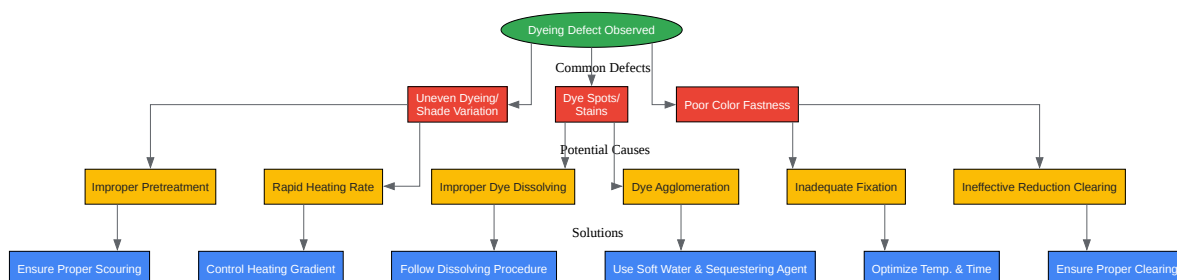 Dyeing Defect Observed
Common Defects
Uneven Dyeing/
Shade Variation
Dye Spots/
Stains
Poor Color Fastness
Potential Causes
Improper Pretreatment
Rapid Heating Rate
Improper Dye Dissolving
Dye Agglomeration
Inadequate Fixation
Ineffective Reduction Clearing
Solutions
Ensure Proper Scouring
Control Heating Gradient
Follow Dissolving Procedure
Use Soft Water & Sequestering Agent
Optimize Temp. & Time
Ensure Proper Clearing